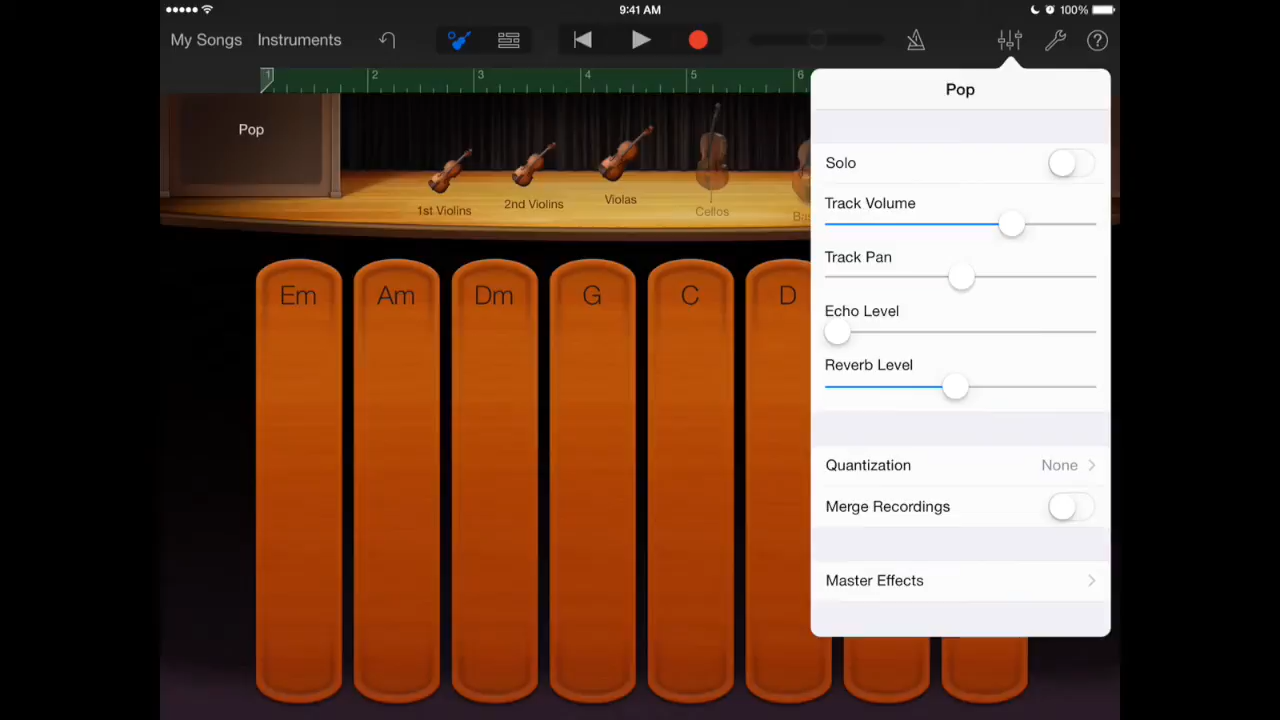 9:41 AM
100%
My Songs
Instruments
1
2
3
4
5
6
Pop
1st Violins
2nd Violins
Violas
Cellos
Em
Am
Dm
G
C
D
Pop
Solo
Track Volume
Track Pan
Echo Level
Reverb Level
Quantization None
Merge Recordings
Master Effects